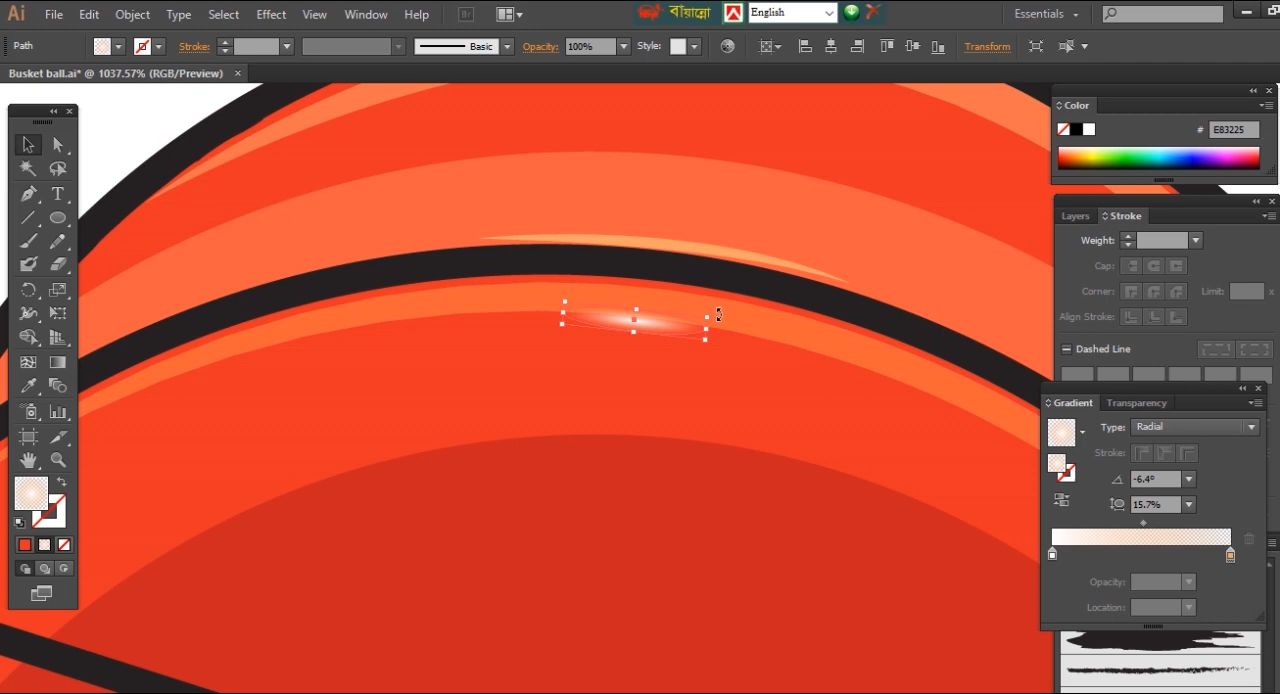 Ai File Edit Object Type Select Effect View Window Help Br বায়ান্নো English Essentials
Path Stroke: Basic Opacity: 100% Style: Transform
Busket ball.ai* @ 1037.57% (RGB/Preview) ×
Color
# E83225
Layers Stroke
Weight:
Cap:
Corner: Limit: x
Align Stroke:
Dashed Line
Gradient Transparency
Type: Radial
Stroke:
-6.4°
15.7%
Opacity:
Location:
T